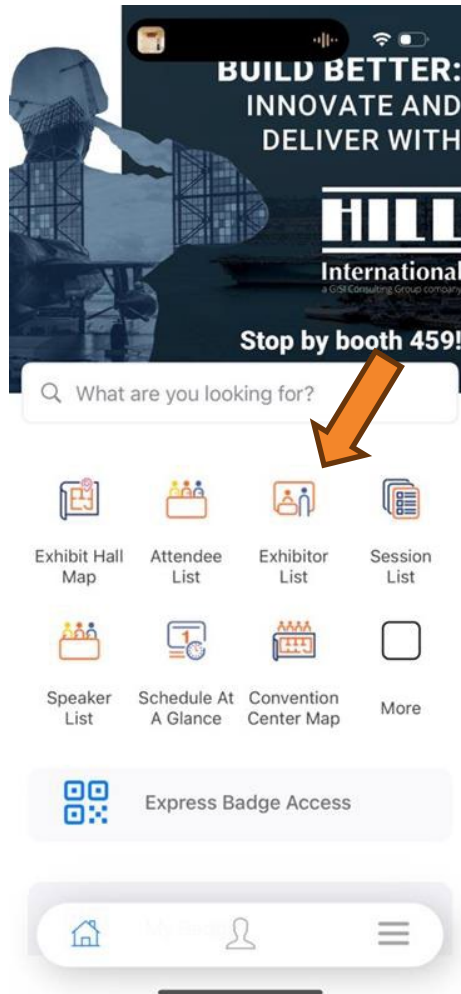 BUILD BETTER:
INNOVATE AND
DELIVER WITH
HILL
International
a GISI Consulting Group company
Stop by booth 459!
What are you looking for?
Exhibit Hall
Map
Attendee
List
Exhibitor
List
Session
List
Speaker
List
1
Schedule At
A Glance
Convention
Center Map
More
Express Badge Access